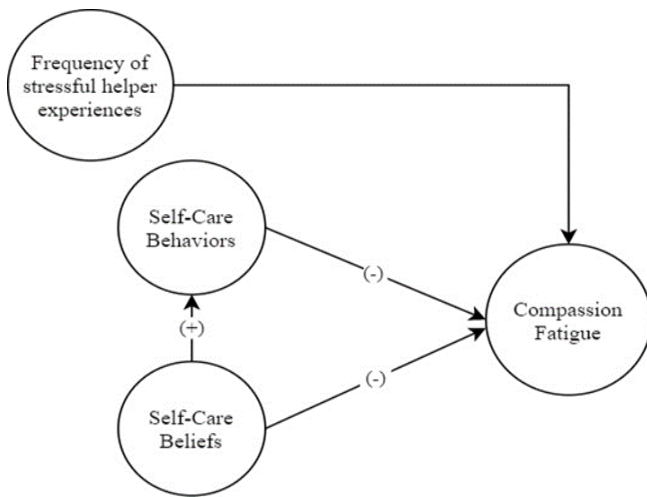 Frequency of
stressful helper
experiences
Self-Care
Behaviors
(-)
Compassion
Fatigue
(+)
(-)
Self-Care
Beliefs